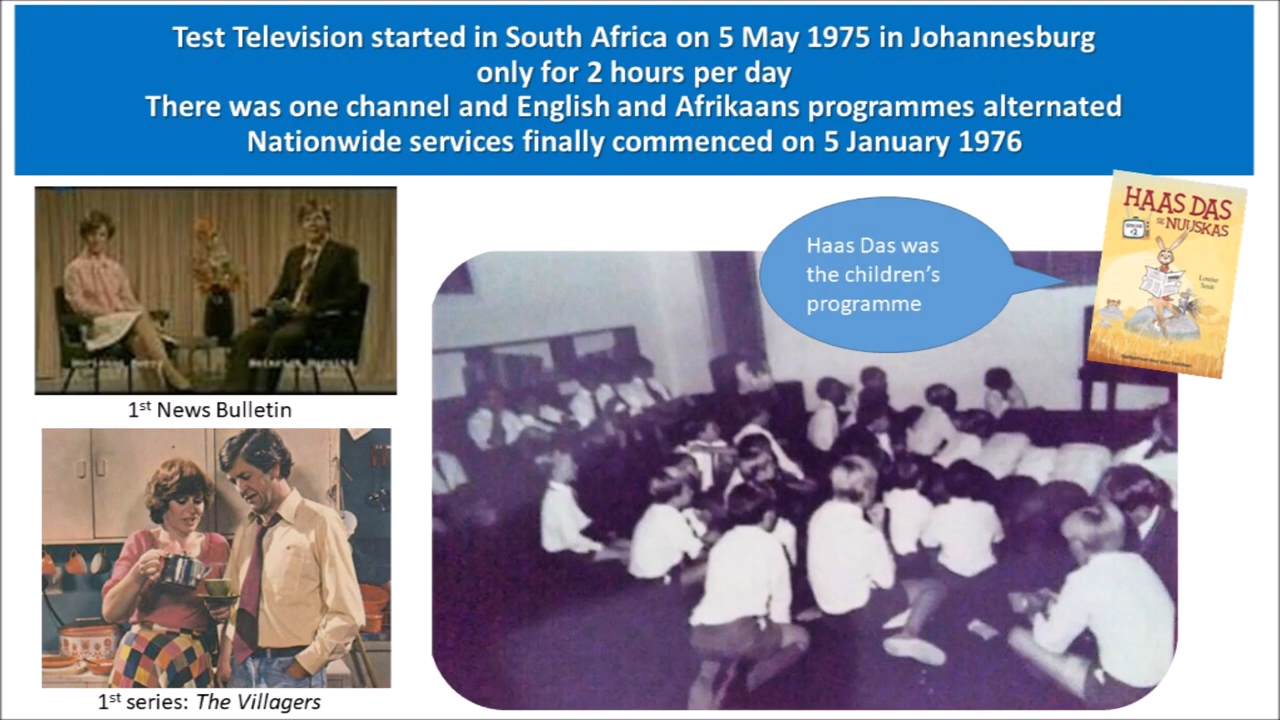 Test Television started in South Africa on 5 May 1975 in Johannesburg
only for 2 hours per day
There was one channel and English and Afrikaans programmes alternated
Nationwide services finally commenced on 5 January 1976
Haas Das was
the children's
programme
HAAS DAS
SE NUUSKAS
Louise
Smit
1st News Bulletin
1st series: The Villagers